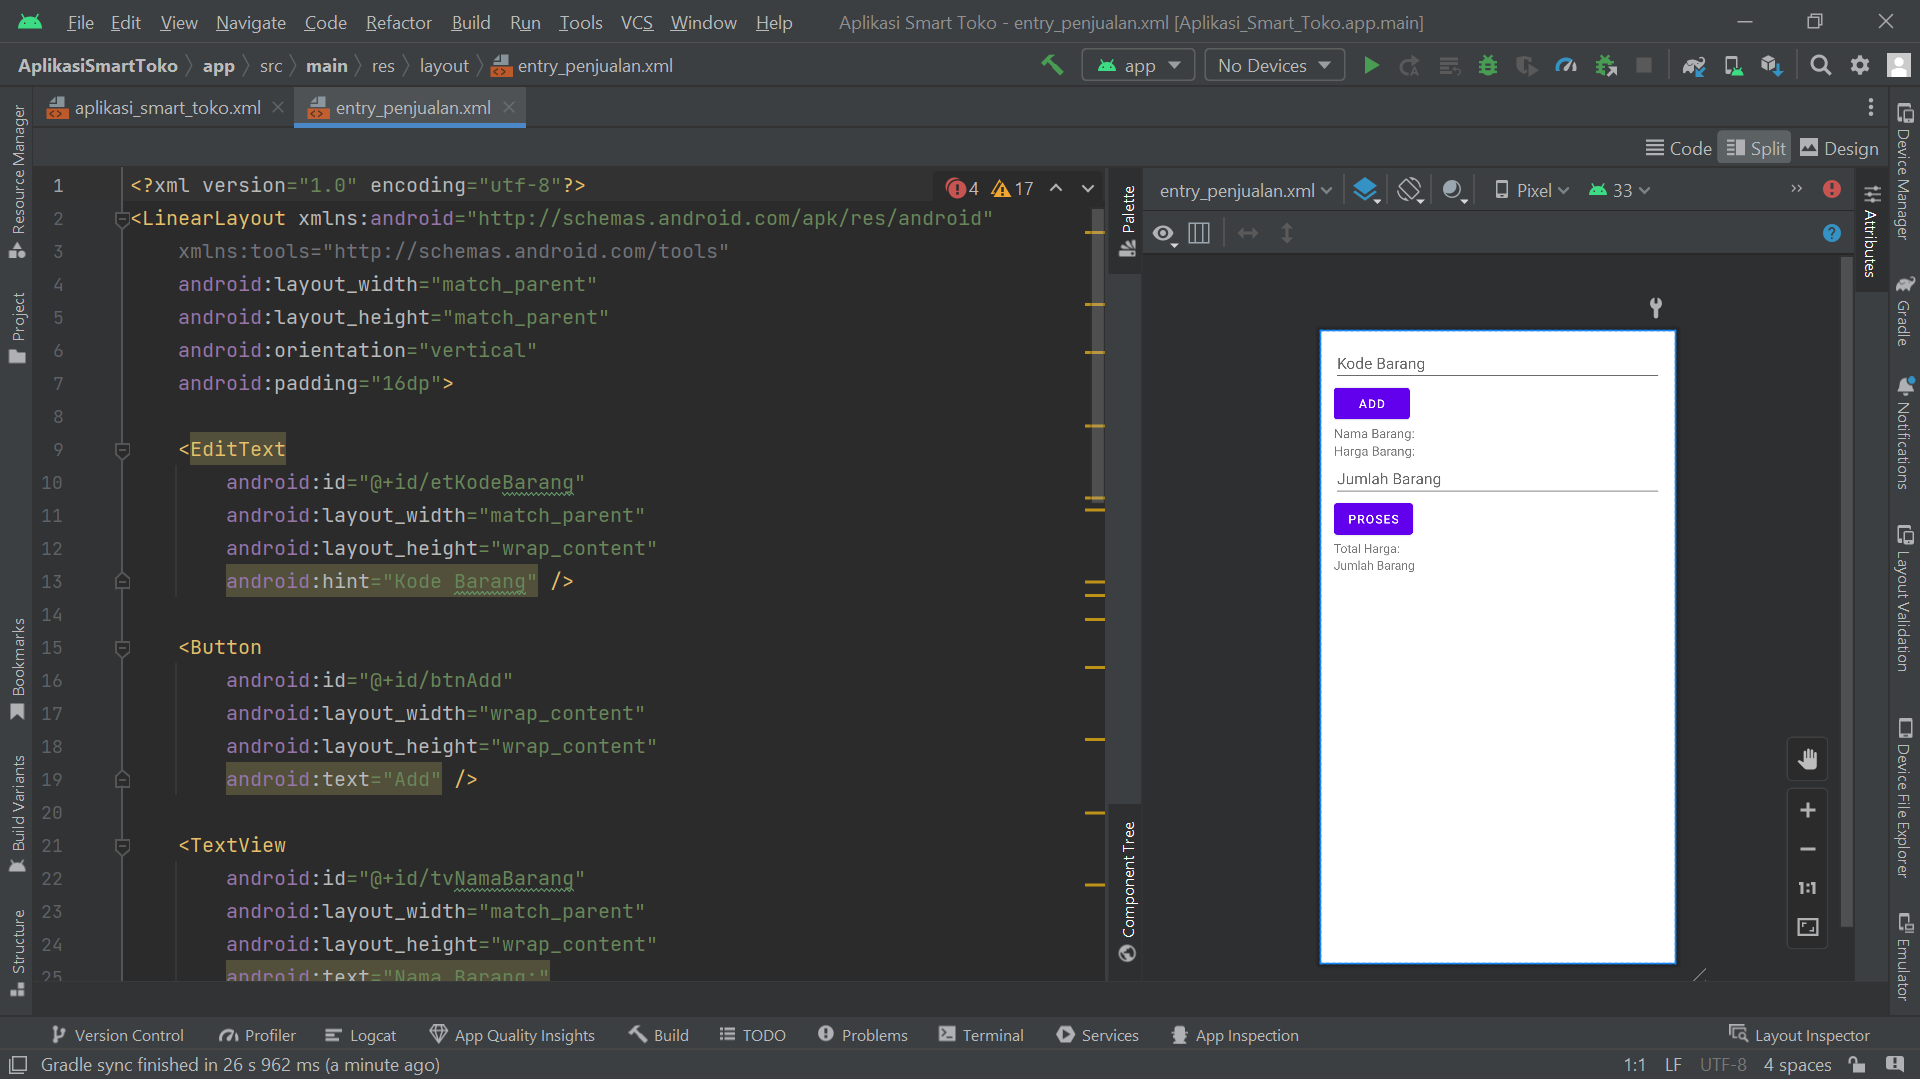 File Edit View Navigate Code Refactor Build Run Tools VCS Window Help Aplikasi Smart Toko - entry_penjualan.xml [Aplikasi_Smart_Toko.app.main]
AplikasiSmartToko app src main res layout entry_penjualan.xml app No Devices
aplikasi_smart_toko.xml entry_penjualan.xml
Code Split Design
Resource Manager
Project
Bookmarks
Build Variants
Structure
1 <?xml version="1.0" encoding="utf-8"?>
2 <LinearLayout xmlns:android="http://schemas.android.com/apk/res/android"
3 xmlns:tools="http://schemas.android.com/tools"
4 android:layout_width="match_parent"
5 android:layout_height="match_parent"
6 android:orientation="vertical"
7 android:padding="16dp">
8
9 <EditText
10 android:id="@+id/etKodeBarang"
11 android:layout_width="match_parent"
12 android:layout_height="wrap_content"
13 android:hint="Kode Barang" />
14
15 <Button
16 android:id="@+id/btnAdd"
17 android:layout_width="wrap_content"
18 android:layout_height="wrap_content"
19 android:text="Add" />
20
21 <TextView
22 android:id="@+id/tvNamaBarang"
23 android:layout_width="match_parent"
24 android:layout_height="wrap_content"
25 android:text="Nama Barang:"
4 17
Palette
Component Tree
entry_penjualan.xml Pixel 33
Kode Barang
ADD
Nama Barang:
Harga Barang:
Jumlah Barang
PROSES
Total Harga:
Jumlah Barang
1:1
Attributes
Device Manager
Gradle
Notifications
Layout Validation
Device File Explorer
Emulator
Version Control Profiler Logcat App Quality Insights Build TODO Problems Terminal Services App Inspection Layout Inspector
Gradle sync finished in 26 s 962 ms (a minute ago) 1:1 LF UTF-8 4 spaces